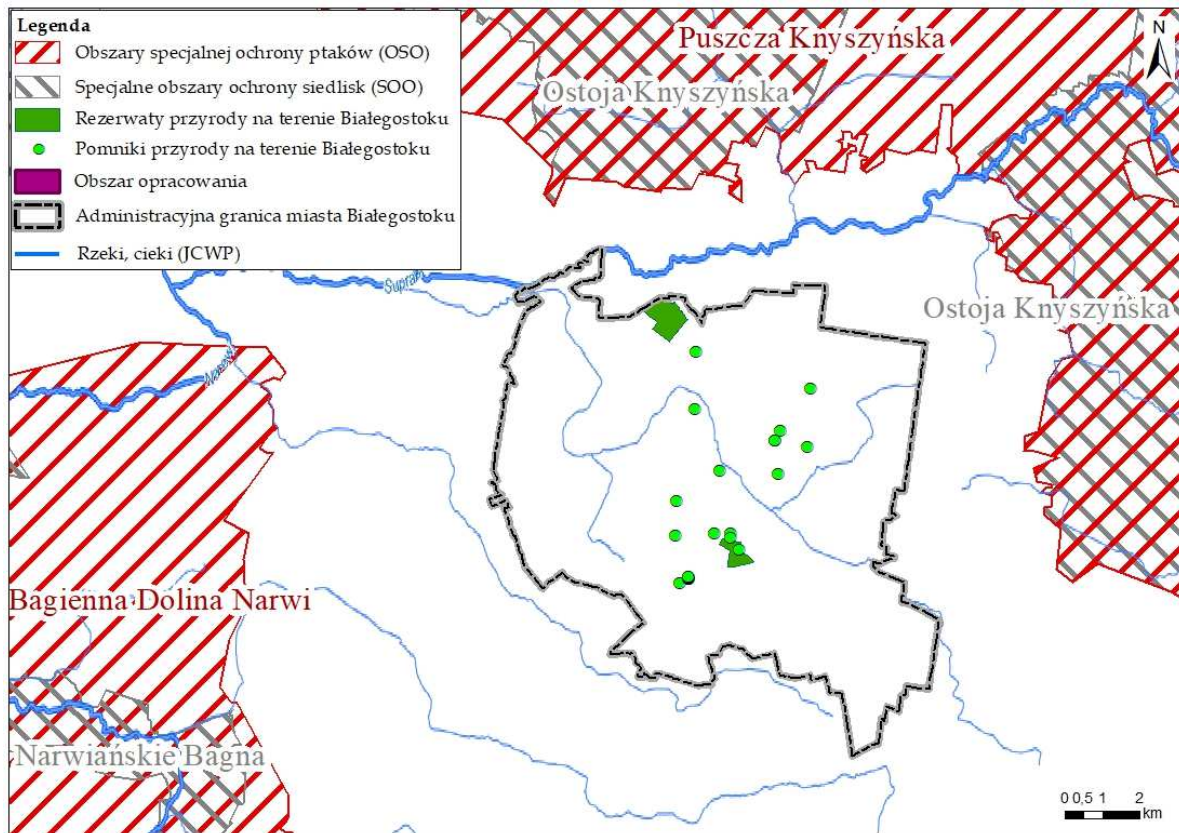 Legenda
Obszary specjalnej ochrony ptaków (OSO)
Specjalne obszary ochrony siedlisk (SOO)
Rezerwaty przyrody na terenie Białegostoku
Pomniki przyrody na terenie Białegostoku
Obszar opracowania
Administracyjna granica miasta Białegostoku
Rzeki, cieki (JCWP)
Puszcza Knyszyńska
Ostoja Knyszyńska
N
Ostoja Knyszyńska
Bagienna Dolina Narwi
Narwiańskie Bagna
0 0,5 1 2
km